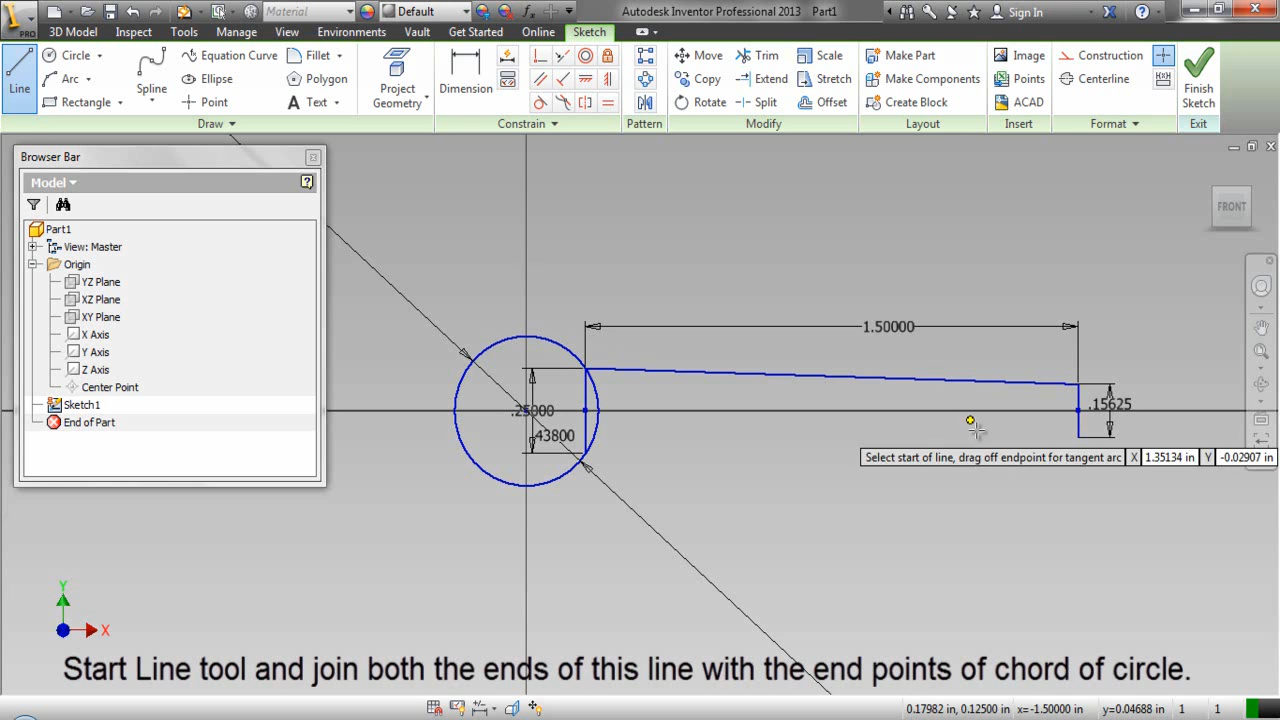 PRO Material Default Autodesk Inventor Professional 2013 Part1 Sign In
3D Model Inspect Tools Manage View Environments Vault Get Started Online Sketch
Line Circle Arc Rectangle Spline Equation Curve Ellipse Point Fillet Polygon Text Project Geometry Dimension Move Copy Rotate Trim Extend Split Scale Stretch Offset Make Part Make Components Create Block Image Points ACAD Construction Centerline Finish Sketch
Draw Constrain Pattern Modify Layout Insert Format Exit
Browser Bar
Model
Part1
View: Master
Origin
YZ Plane
XZ Plane
XY Plane
X Axis
Y Axis
Z Axis
Center Point
Sketch1
End of Part
FRONT
1.50000
.25000
.15625
.43800
Select start of line, drag off endpoint for tangent arc X 1.35134 in Y -0.02907 in
Y
X
Start Line tool and join both the ends of this line with the end points of chord of circle.
0.17982 in, 0.12500 in x=-1.50000 in y=0.04688 in 1 1